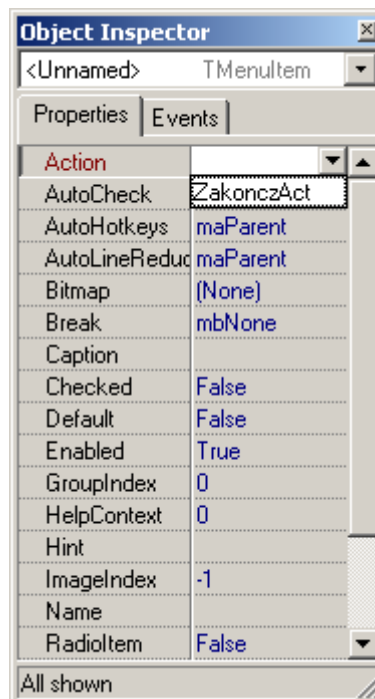 Object Inspector
<Unnamed> TMenuItem
Properties Events
Action
AutoCheck ZakonczAct
AutoHotkeys maParent
AutoLineReduc maParent
Bitmap (None)
Break mbNone
Caption
Checked False
Default False
Enabled True
GroupIndex 0
HelpContext 0
Hint
ImageIndex -1
Name
RadioItem False
All shown